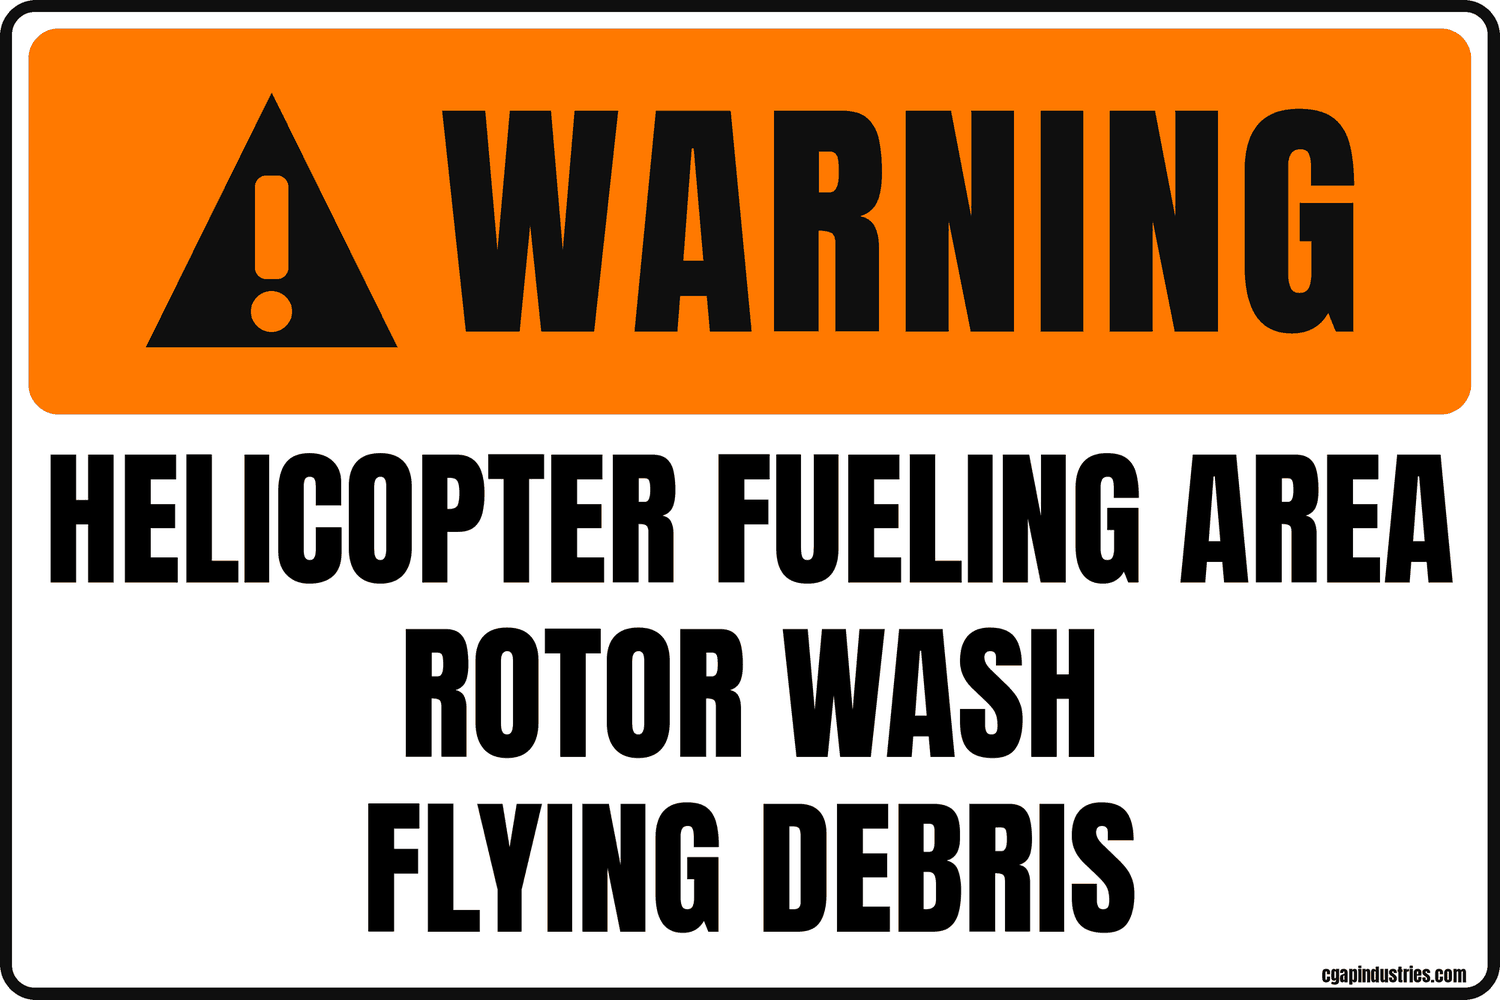 WARNING
HELICOPTER FUELING AREA
ROTOR WASH
FLYING DEBRIS
cgapindustries.com